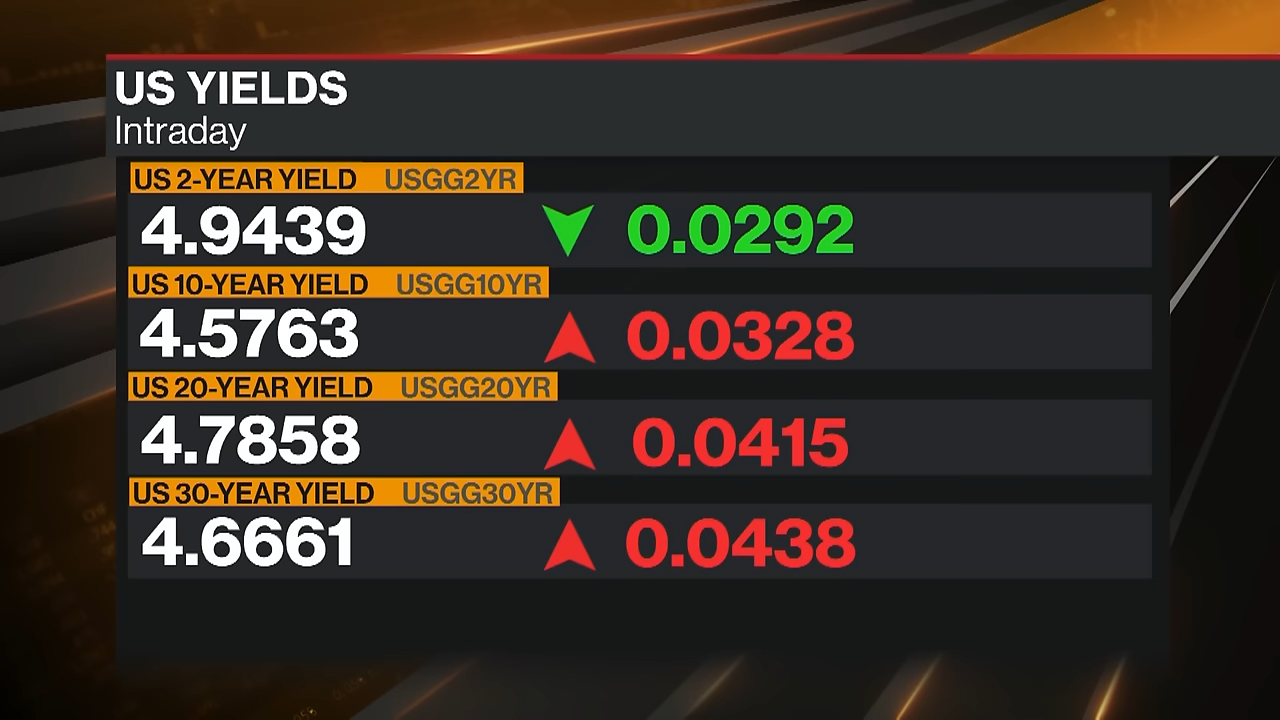 US YIELDS
Intraday
US 2-YEAR YIELD USGG2YR
4.9439 0.0292
US 10-YEAR YIELD USGG10YR
4.5763 0.0328
US 20-YEAR YIELD USGG20YR
4.7858 0.0415
US 30-YEAR YIELD USGG30YR
4.6661 0.0438